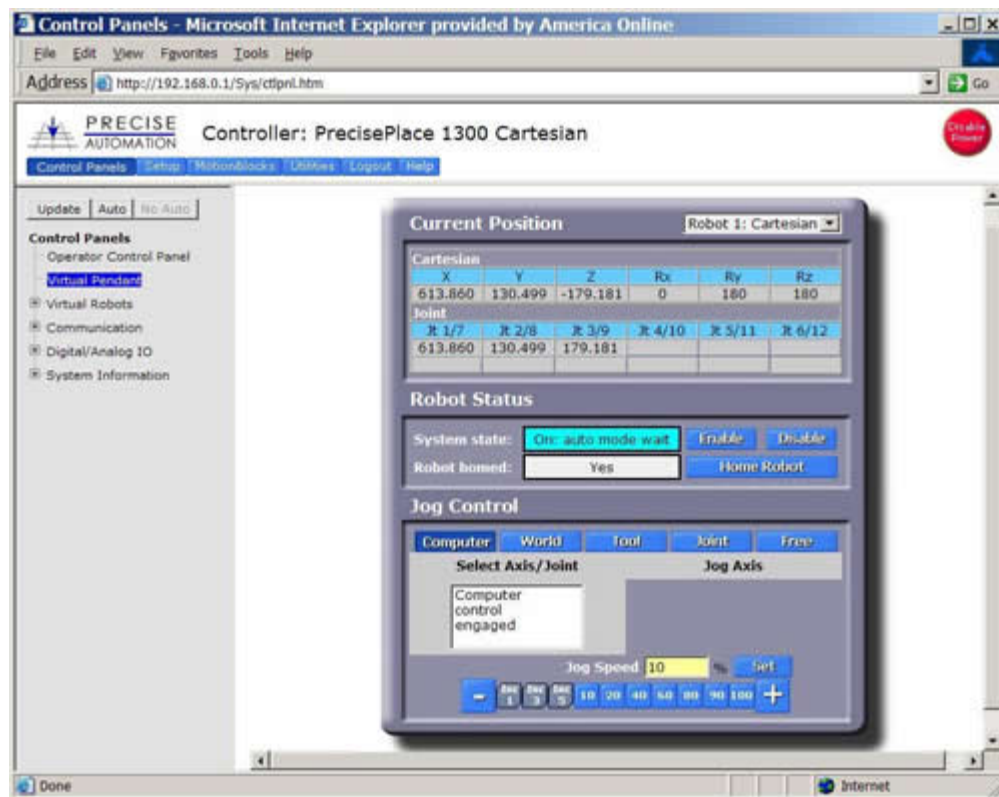 Control Panels - Microsoft Internet Explorer provided by America Online
File Edit View Favorites Tools Help
Address http://192.168.0.1/Sys/ctlpnl.htm Go
PRECISE
AUTOMATION
Controller: PrecisePlace 1300 Cartesian
Disable
Power
Control Panels Setup MotionBlocks Utilities Logout Help
Update Auto No Auto
Control Panels
Operator Control Panel
Virtual Pendant
Virtual Robots
Communication
Digital/Analog IO
System Information
Current Position Robot 1: Cartesian
Cartesian
X Y Z Rx Ry Rz
613.860 130.499 -179.181 0 180 180
Joint
Jt 1/7 Jt 2/8 Jt 3/9 Jt 4/10 Jt 5/11 Jt 6/12
613.860 130.499 179.181
Robot Status
System state: On: auto mode wait Enable Disable
Robot homed: Yes Home Robot
Jog Control
Computer World Tool Joint Free
Select Axis/Joint Jog Axis
Computer
control
engaged
Jog Speed 10 % Set
- 1 3 5 10 20 40 60 80 90 100 +
Done Internet